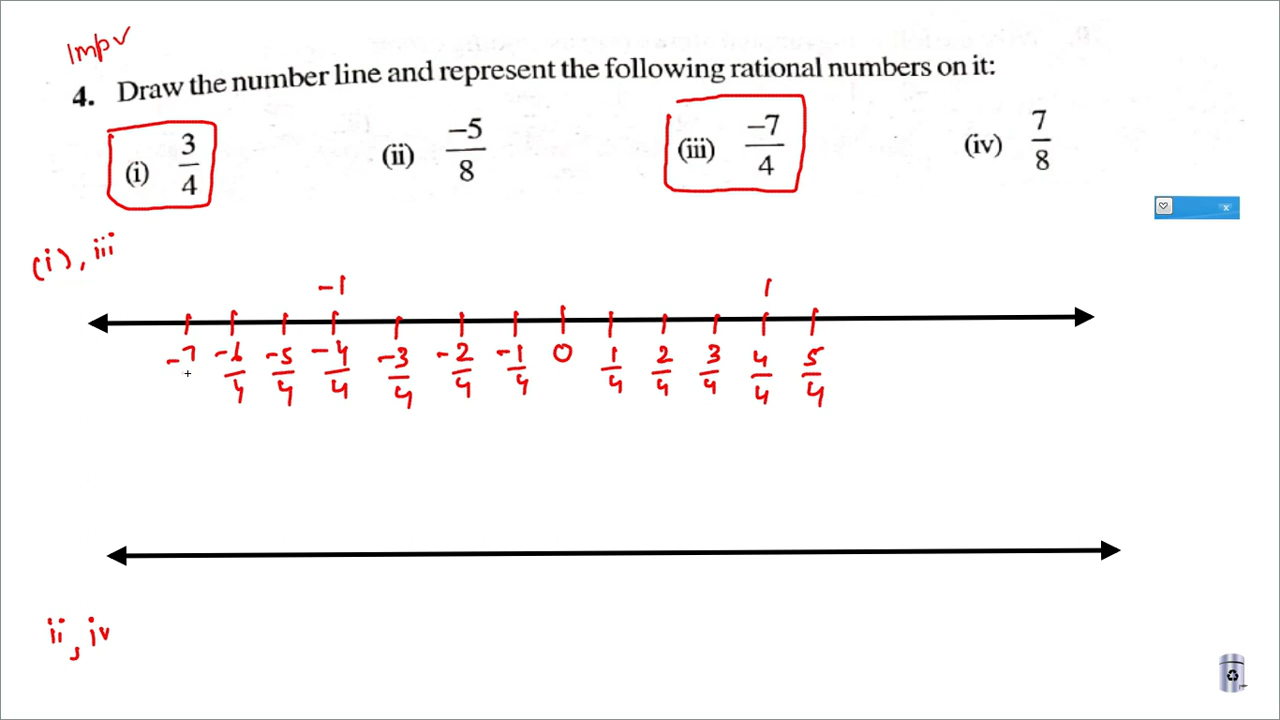 Impv
4. Draw the number line and represent the following rational numbers on it:
(i) 3/4 (ii) -5/8 (iii) -7/4 (iv) 7/8
(i), iii
-1 1
-7 -6/4 -5/4 -4/4 -3/4 -2/4 -1/4 0 1/4 2/4 3/4 4/4 5/4
ii, iv